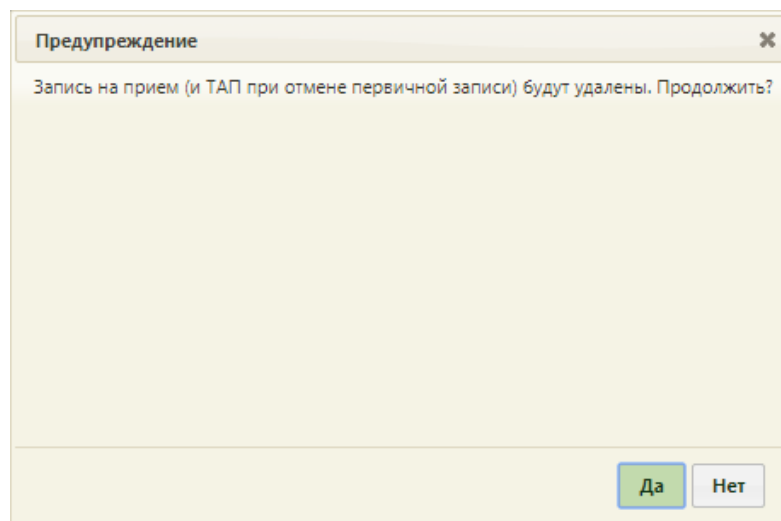 Предупреждение
Запись на прием (и ТАП при отмене первичной записи) будут удалены. Продолжить?
Да Нет